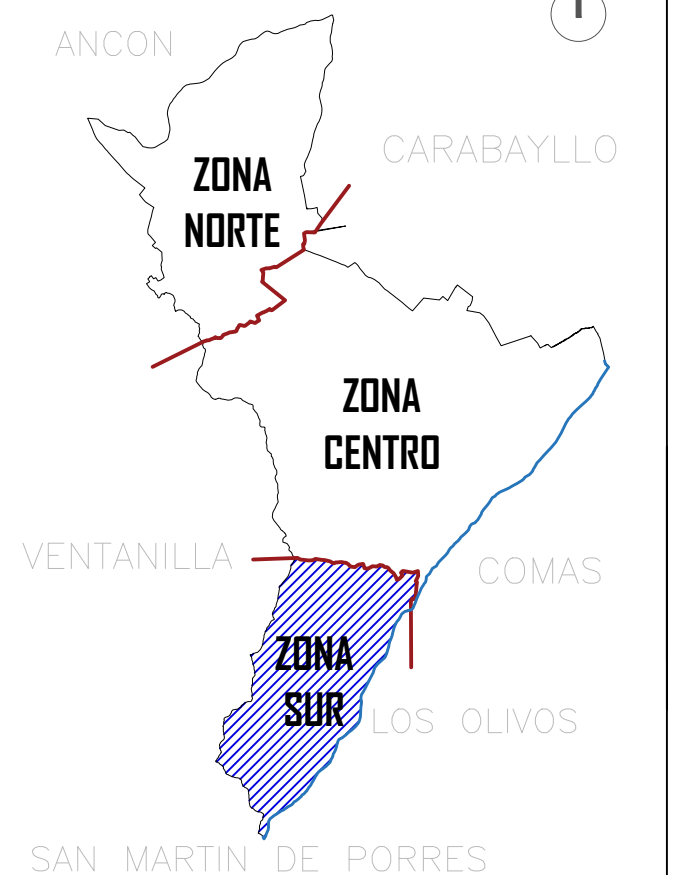 ANCON
CARABAYLLO
ZONA
NORTE
ZONA
CENTRO
VENTANILLA
COMAS
ZONA
SUR
LOS OLIVOS
SAN MARTIN DE PORRES